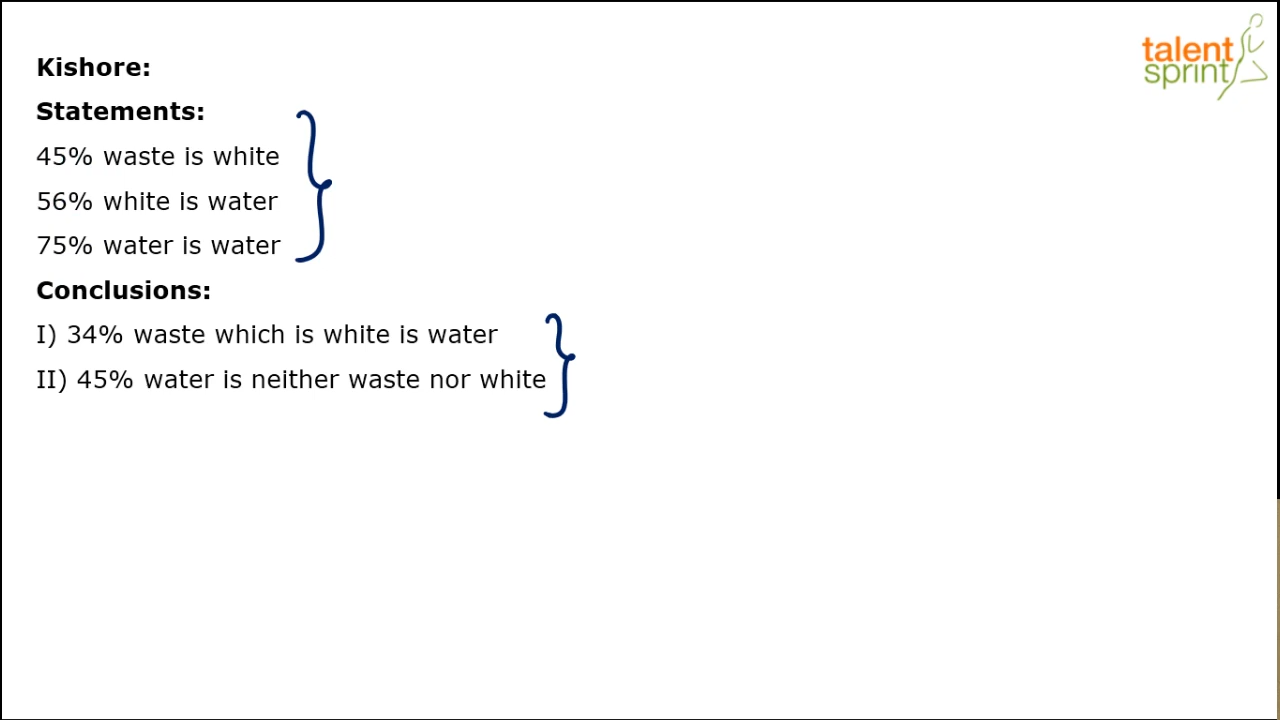 talent
sprint
Kishore:
Statements:
45% waste is white
56% white is water
75% water is water
Conclusions:
I) 34% waste which is white is water
II) 45% water is neither waste nor white